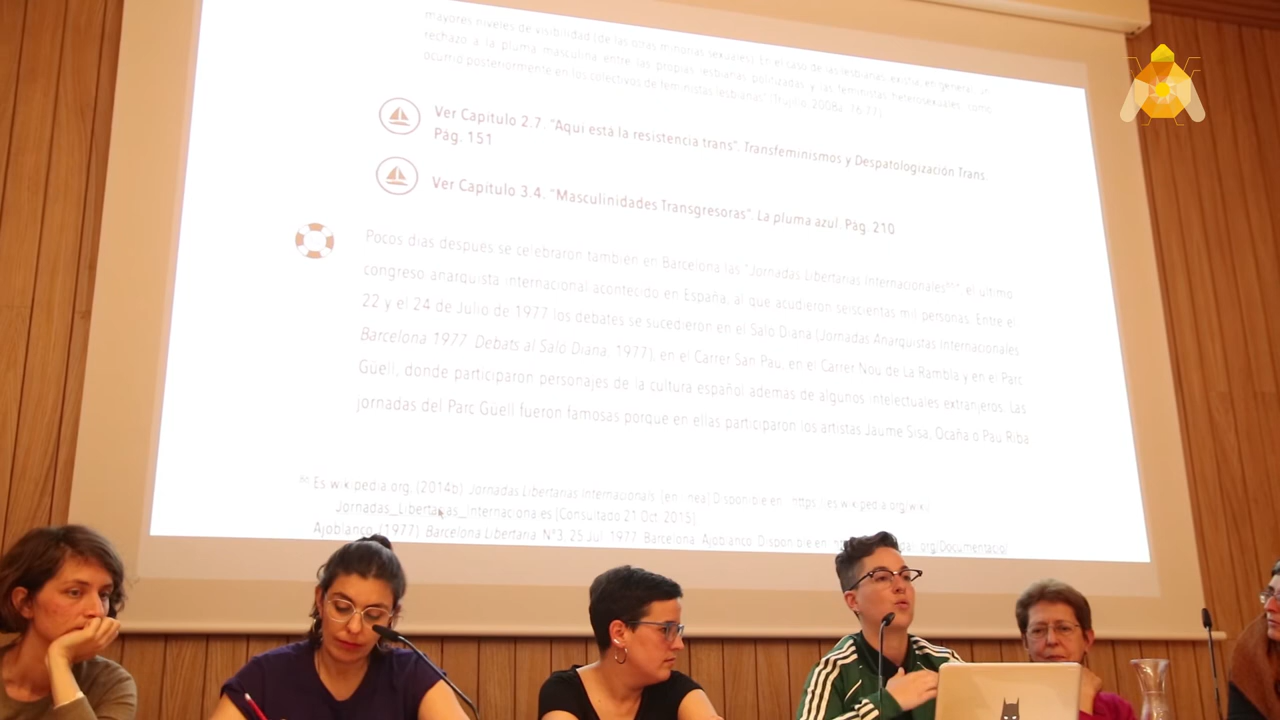 mayores niveles de visibilidad (de las otras minorías sexuales). En el caso de las lesbianas, existía, en general, un
rechazo a la pluma masculina entre las propias lesbianas politizadas y las feministas heterosexuales, como
ocurrió posteriormente en los colectivos de feministas lesbianas" (Trujillo, 2008a: 16-77).
Ver Capítulo 2.7. "Aquí está la resistencia trans". Transfeminismos y Despatologización Trans.
Pág. 151
Ver Capítulo 3.4. "Masculinidades Transgresoras". La pluma azul. Pág. 210
Pocos días después se celebraron también en Barcelona las "Jornadas Libertarias Internacionales", el último
congreso anarquista internacional acontecido en España, al que acudieron seiscientas mil personas. Entre el
22 y el 24 de Julio de 1977 los debates se sucedieron en el Saló Diana (Jornadas Anarquistas Internacionales
Barcelona 1977. Debats al Saló Diana, 1977), en el Carrer San Pau, en el Carrer Nou de La Rambla y en el Parc
Güell, donde participaron personajes de la cultura español además de algunos intelectuales extranjeros. Las
jornadas del Parc Güell fueron famosas porque en ellas participaron los artistas Jaume Sisa, Ocaña o Pau Riba
Es.wikipedia.org. (2014b). Jornadas Libertarias Internacionals. [en línea] Disponible en: https://es.wikipedia.org/wiki/
Jornadas_Libertarias_Internacionales [Consultado 21 Oct. 2015]
Ajoblanco, (1977). Barcelona Libertaria. Nº3, 25 Jul. 1977. Barcelona: Ajoblanco. Disponible en: org/Documentacio/